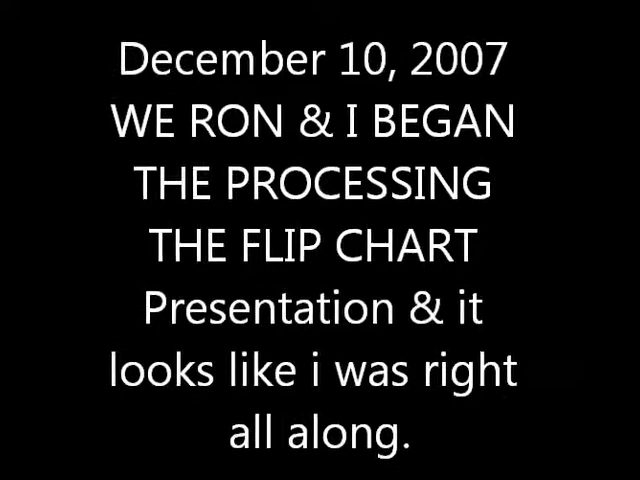 December 10, 2007
WE RON & I BEGAN
THE PROCESSING
THE FLIP CHART
Presentation & it
looks like i was right
all along.